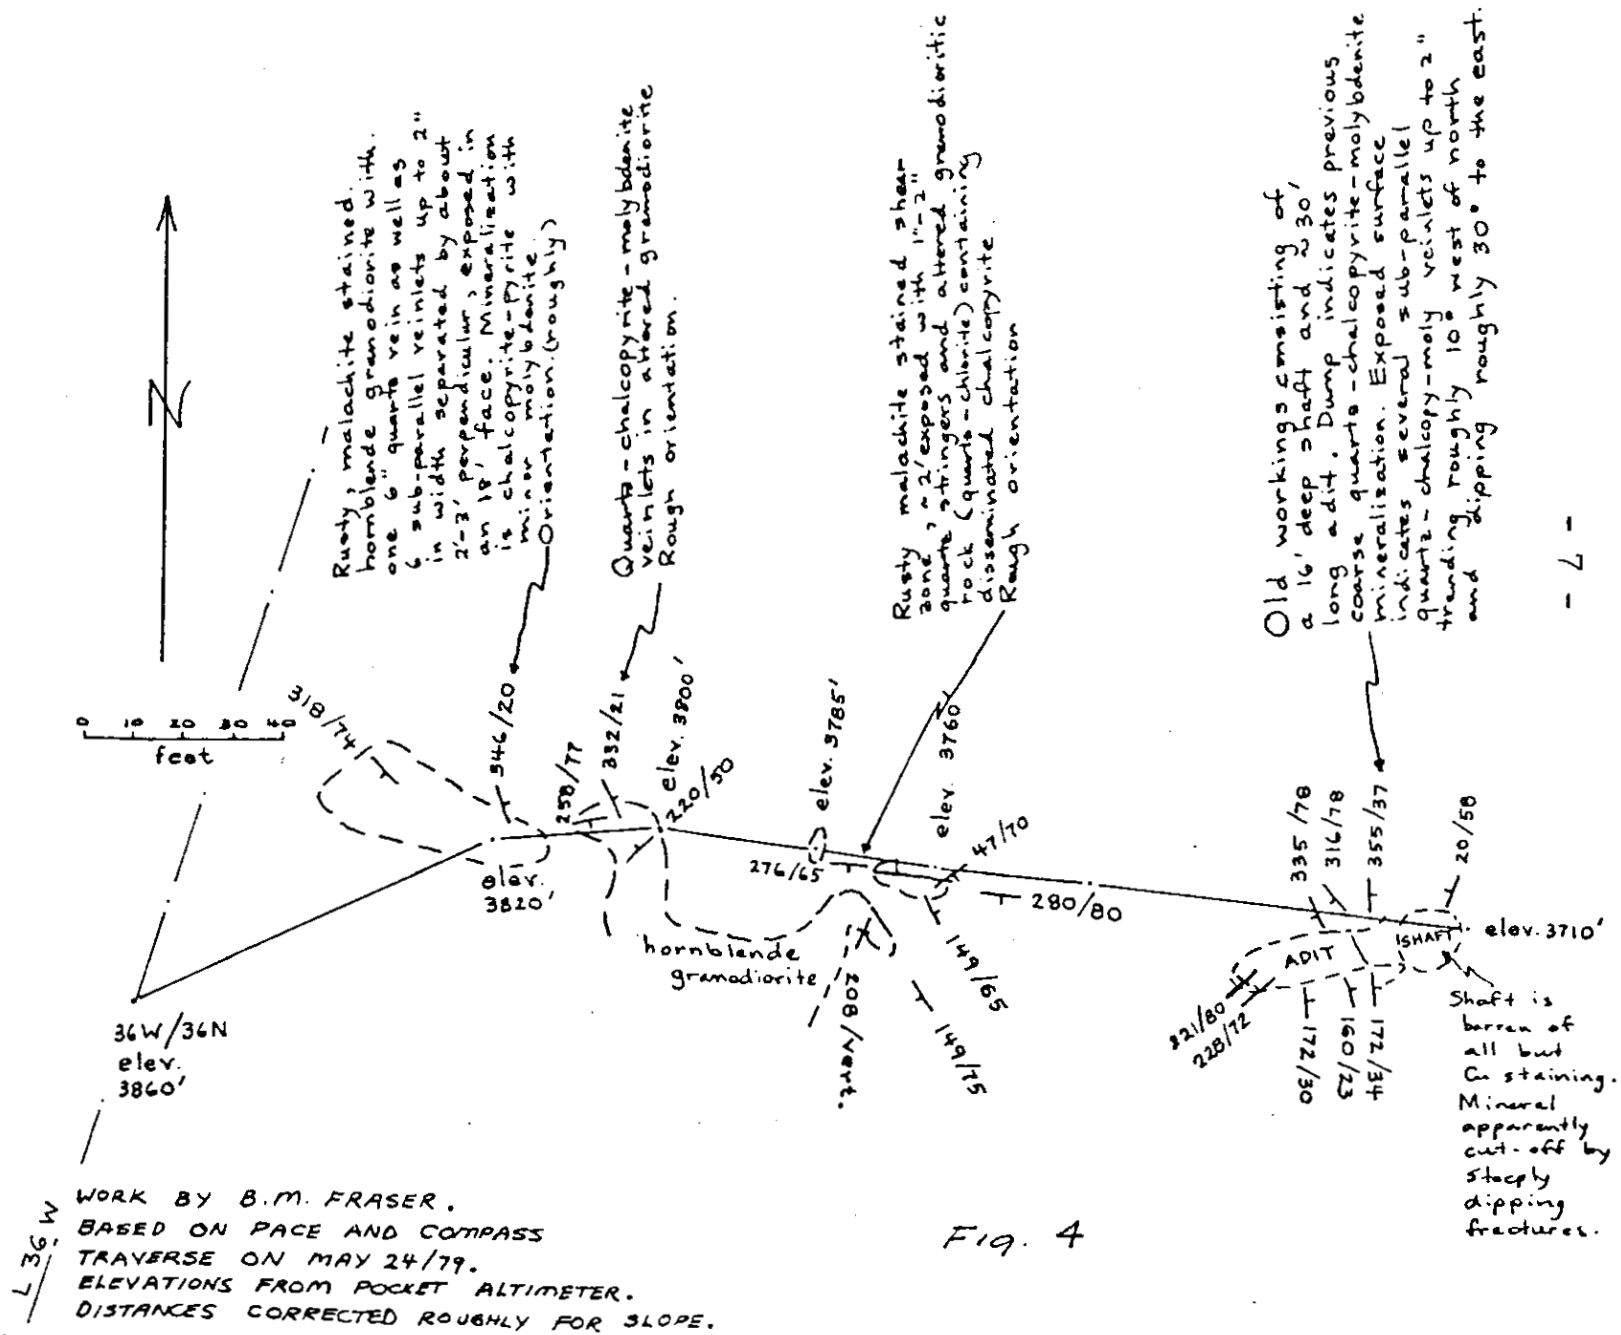 Rusty, malachite stained
hornblende granodiorite with
one 6" quartz vein as well as
6 sub-parallel veinlets up to 2"
in width separated by about
2'-3' perpendicular, exposed in
an 18' face. Mineralization
is chalcopyrite-pyrite with
minor molybdenite.
Orientation (roughly)
Quartz-chalcopyrite-molybdenite
veinlets in altered granodiorite
Rough orientation.
Rusty malachite stained shear
zone, ~2' exposed with 1"-2"
quartz stringers and altered granodioritic
rock (quartz-chlorite) containing
disseminated chalcopyrite
Rough orientation
Old workings consisting of
a 16' deep shaft and ~30'
long adit. Dump indicates previous
coarse quartz-chalcopyrite-molybdenite
mineralization. Exposed surface
indicates several sub-parallel
quartz-chalcopy-moly veinlets up to 2"
trending roughly 10° west of north
and dipping roughly 30° to the east.
- 7 -
N
0 10 20 30 40
feet
318/74
346/20
258/77
332/21
elev. 3800'
220/50
elev. 3785'
elev. 3760'
47/70
276/65
280/80
335/78
316/78
355/37
20/58
elev.
3820'
hornblende
granodiorite
208/vert.
149/65
149/75
ADIT
SHAFT
elev. 3710'
228/72
172/30
160/23
172/34
Shaft is
barren of
all but
Cu staining.
Mineral
apparently
cut-off by
steeply
dipping
fractures.
36W/36N
elev.
3860'
L 36 W
WORK BY B.M. FRASER.
BASED ON PACE AND COMPASS
TRAVERSE ON MAY 24/79.
ELEVATIONS FROM POCKET ALTIMETER.
DISTANCES CORRECTED ROUGHLY FOR SLOPE.
Fig. 4